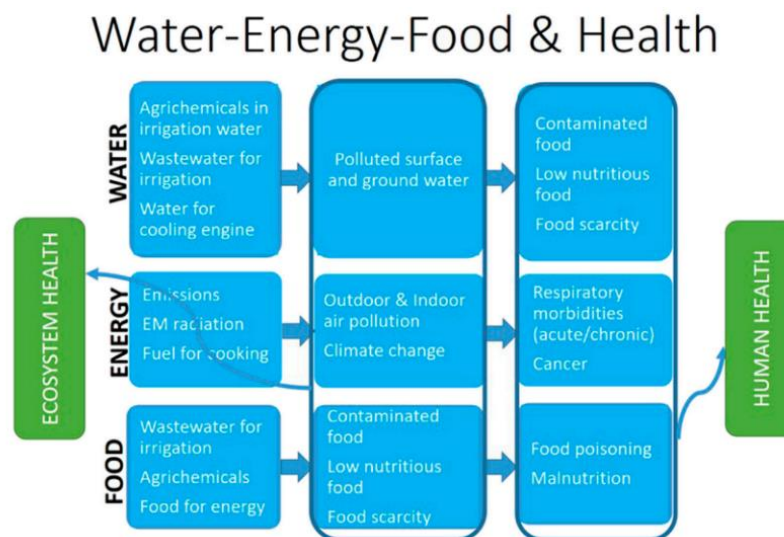 Water-Energy-Food & Health
ECOSYSTEM HEALTH
WATER
Agrichemicals in
irrigation water
Wastewater for
irrigation
Water for
cooling engine
Polluted surface
and ground water
Contaminated
food
Low nutritious
food
Food scarcity
ENERGY
Emissions
EM radiation
Fuel for cooking
Outdoor & Indoor
air pollution
Climate change
Respiratory
morbidities
(acute/chronic)
Cancer
FOOD
Wastewater for
irrigation
Agrichemicals
Food for energy
Contaminated
food
Low nutritious
food
Food scarcity
Food poisoning
Malnutrition
HUMAN HEALTH